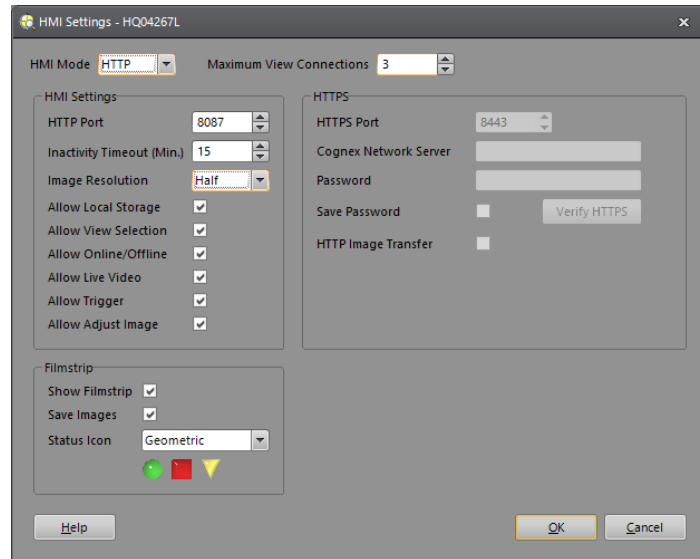 HMI Settings - HQ04267L
HMI Mode HTTP Maximum View Connections 3
HMI Settings
HTTP Port 8087
Inactivity Timeout (Min.) 15
Image Resolution Half
Allow Local Storage
Allow View Selection
Allow Online/Offline
Allow Live Video
Allow Trigger
Allow Adjust Image
HTTPS
HTTPS Port 8443
Cognex Network Server
Password
Save Password Verify HTTPS
HTTP Image Transfer
Filmstrip
Show Filmstrip
Save Images
Status Icon Geometric
Help OK Cancel